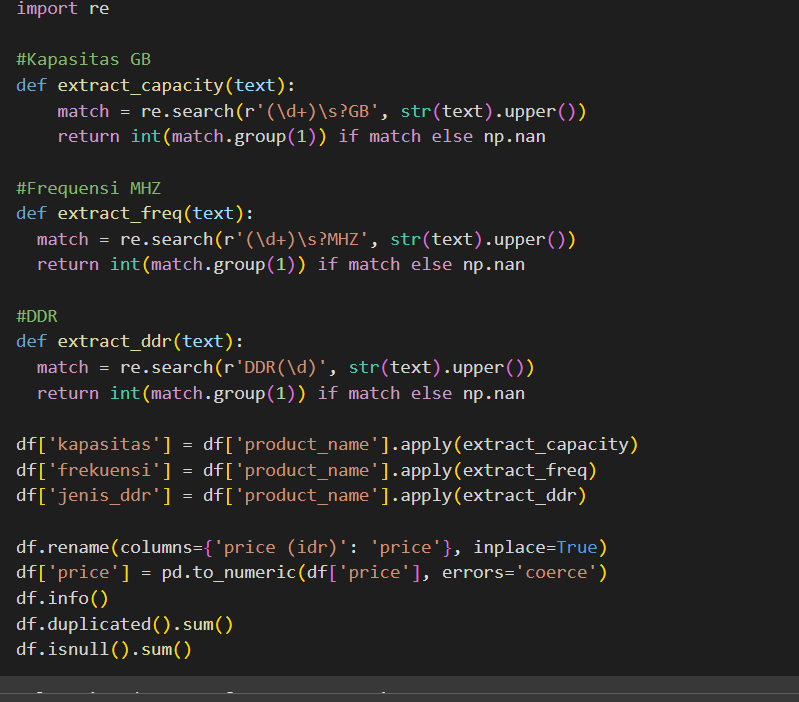 import re
#Kapasitas GB
def extract_capacity(text):
    match = re.search(r'(\d+)\s?GB', str(text).upper())
    return int(match.group(1)) if match else np.nan
#Frequensi MHZ
def extract_freq(text):
  match = re.search(r'(\d+)\s?MHZ', str(text).upper())
  return int(match.group(1)) if match else np.nan
#DDR
def extract_ddr(text):
  match = re.search(r'DDR(\d)', str(text).upper())
  return int(match.group(1)) if match else np.nan
df['kapasitas'] = df['product_name'].apply(extract_capacity)
df['frekuensi'] = df['product_name'].apply(extract_freq)
df['jenis_ddr'] = df['product_name'].apply(extract_ddr)
df.rename(columns={'price (idr)': 'price'}, inplace=True)
df['price'] = pd.to_numeric(df['price'], errors='coerce')
df.info()
df.duplicated().sum()
df.isnull().sum()